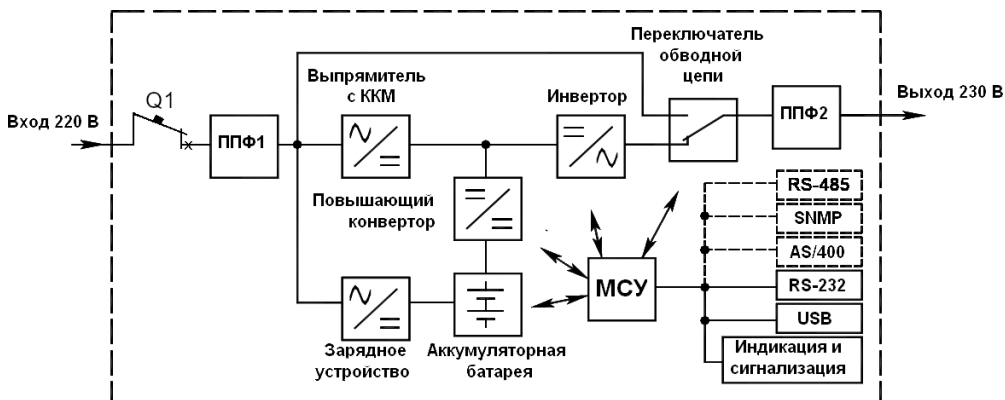 Переключатель
обводной
цепи
Выпрямитель
с ККМ
Инвертор
Выход 230 В
Q1
Вход 220 В
ППФ1
ППФ2
Повышающий
конвертор
RS-485
SNMP
AS/400
МСУ
RS-232
USB
Индикация и
сигнализация
Зарядное
устройство
Аккумуляторная
батарея